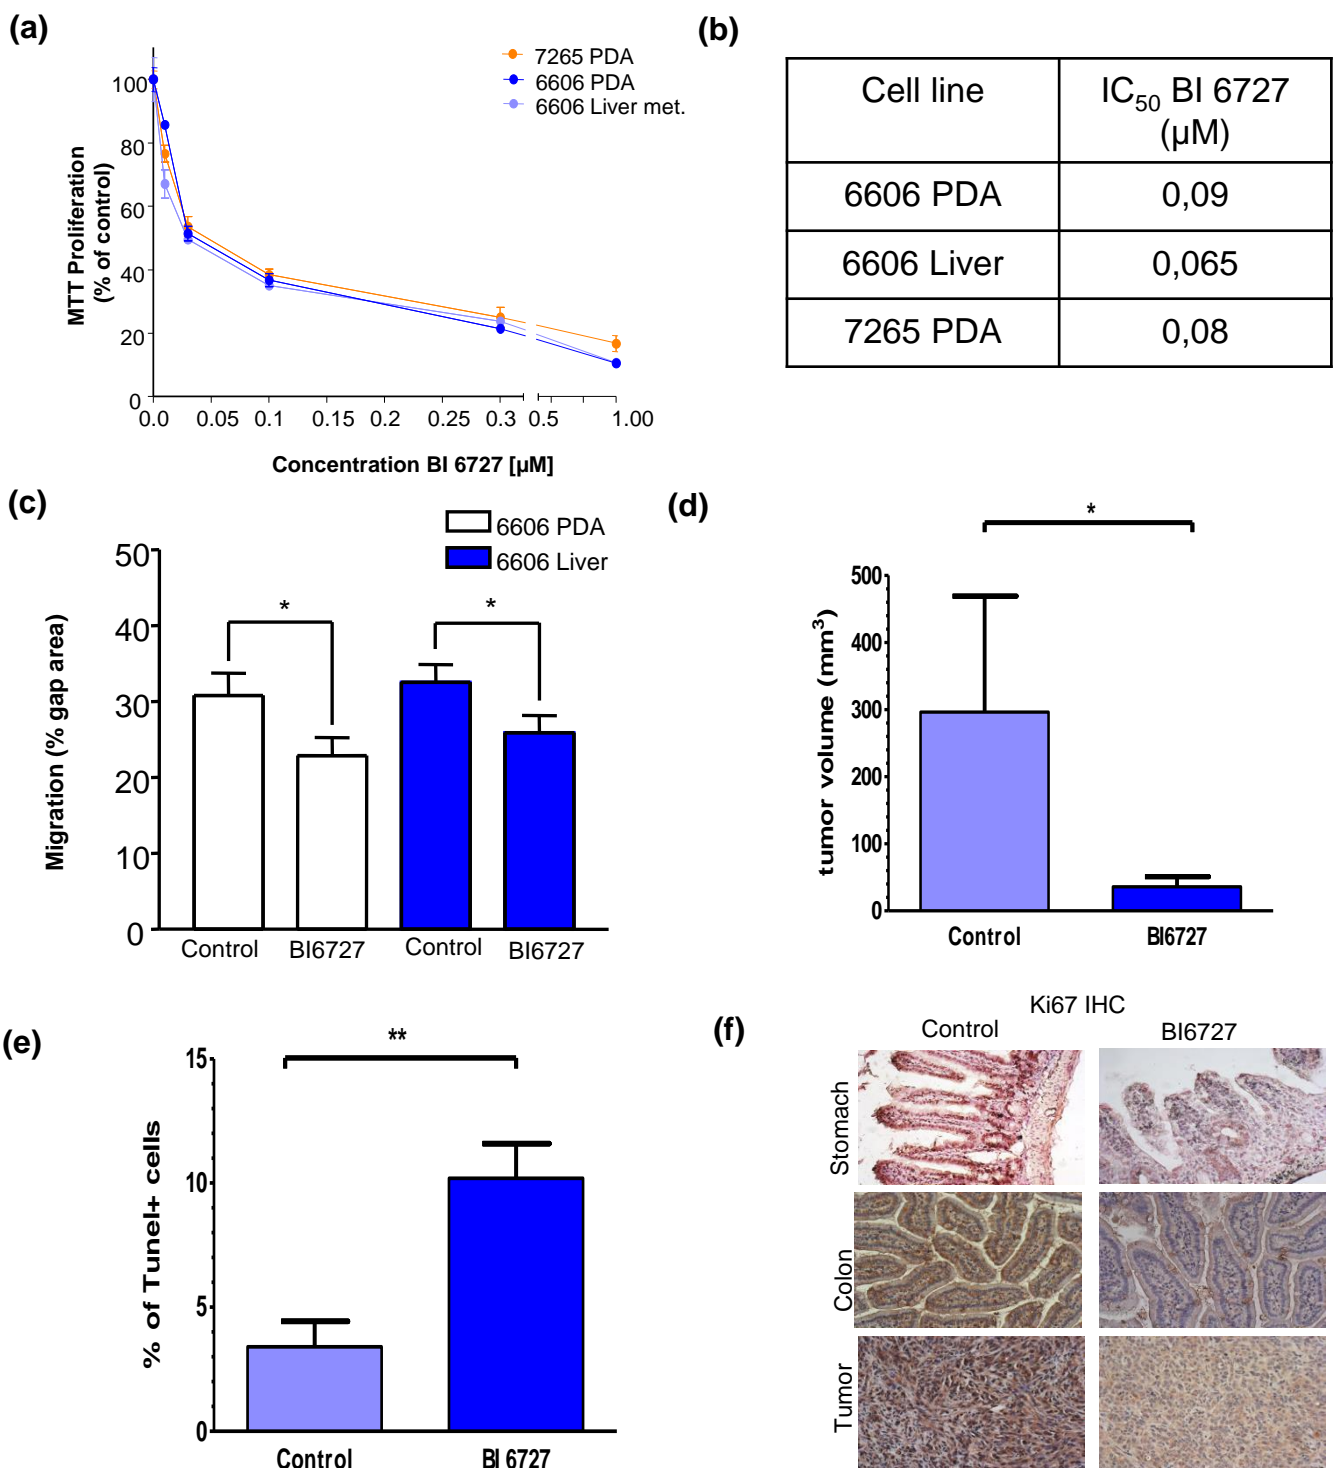 (a)
7265 PDA
6606 PDA
6606 Liver met.
MTT Proliferation
(% of control)
100
80
60
40
20
0
0.0 0.05 0.1 0.15 0.2 0.25 0.3 0.5 1.00
Concentration BI 6727 [µM]
(b)
Cell line IC50 BI 6727
(µM)
6606 PDA 0,09
6606 Liver 0,065
7265 PDA 0,08
(c)
6606 PDA
6606 Liver
Migration (% gap area)
50
40
30
20
10
0
* *
Control BI6727 Control BI6727
(d)
*
tumor volume (mm3)
500
400
300
200
100
0
Control BI6727
(e)
**
% of Tunel+ cells
15
10
5
0
Control BI 6727
(f)
Ki67 IHC
Control BI6727
Stomach
Colon
Tumor